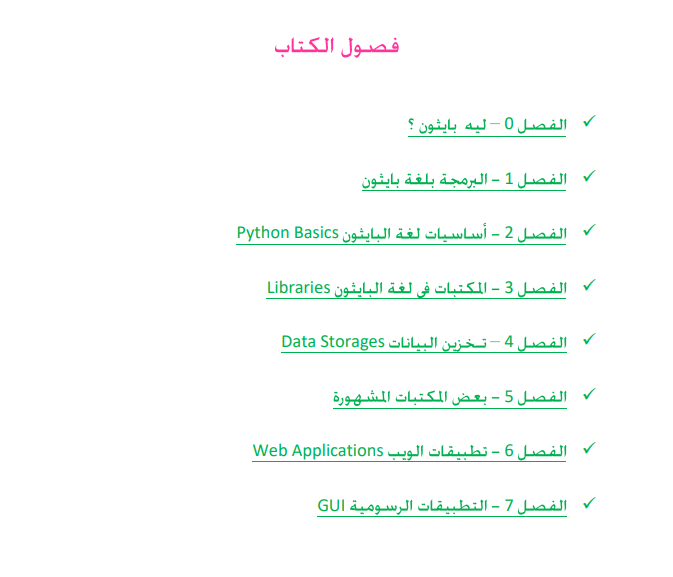 فصول الكتاب
✓ الفصل 0 – ليه بايثون ؟
✓ الفصل 1 – البرمجة بلغة بايثون
✓ الفصل 2 – أساسيات لغة البايثون Python Basics
✓ الفصل 3 – المكتبات في لغة البايثون Libraries
✓ الفصل 4 – تخزين البيانات Data Storages
✓ الفصل 5 – بعض المكتبات المشهورة
✓ الفصل 6 – تطبيقات الويب Web Applications
✓ الفصل 7 – التطبيقات الرسومية GUI